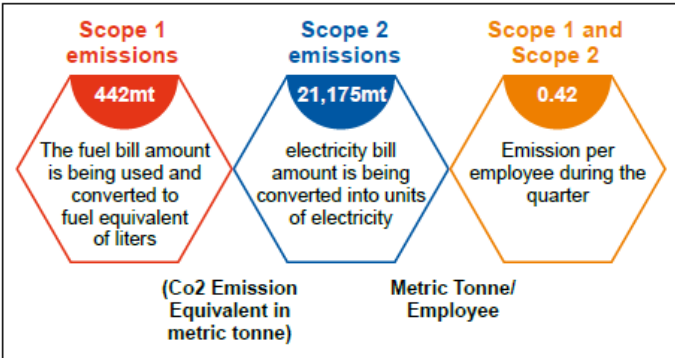 Scope 1
emissions
442mt
The fuel bill amount
is being used and
converted to
fuel equivalent
of liters
Scope 2
emissions
21,175mt
electricity bill
amount is being
converted into units
of electricity
Scope 1 and
Scope 2
0.42
Emission per
employee during the
quarter
(Co2 Emission
Equivalent in
metric tonne)
Metric Tonne/
Employee